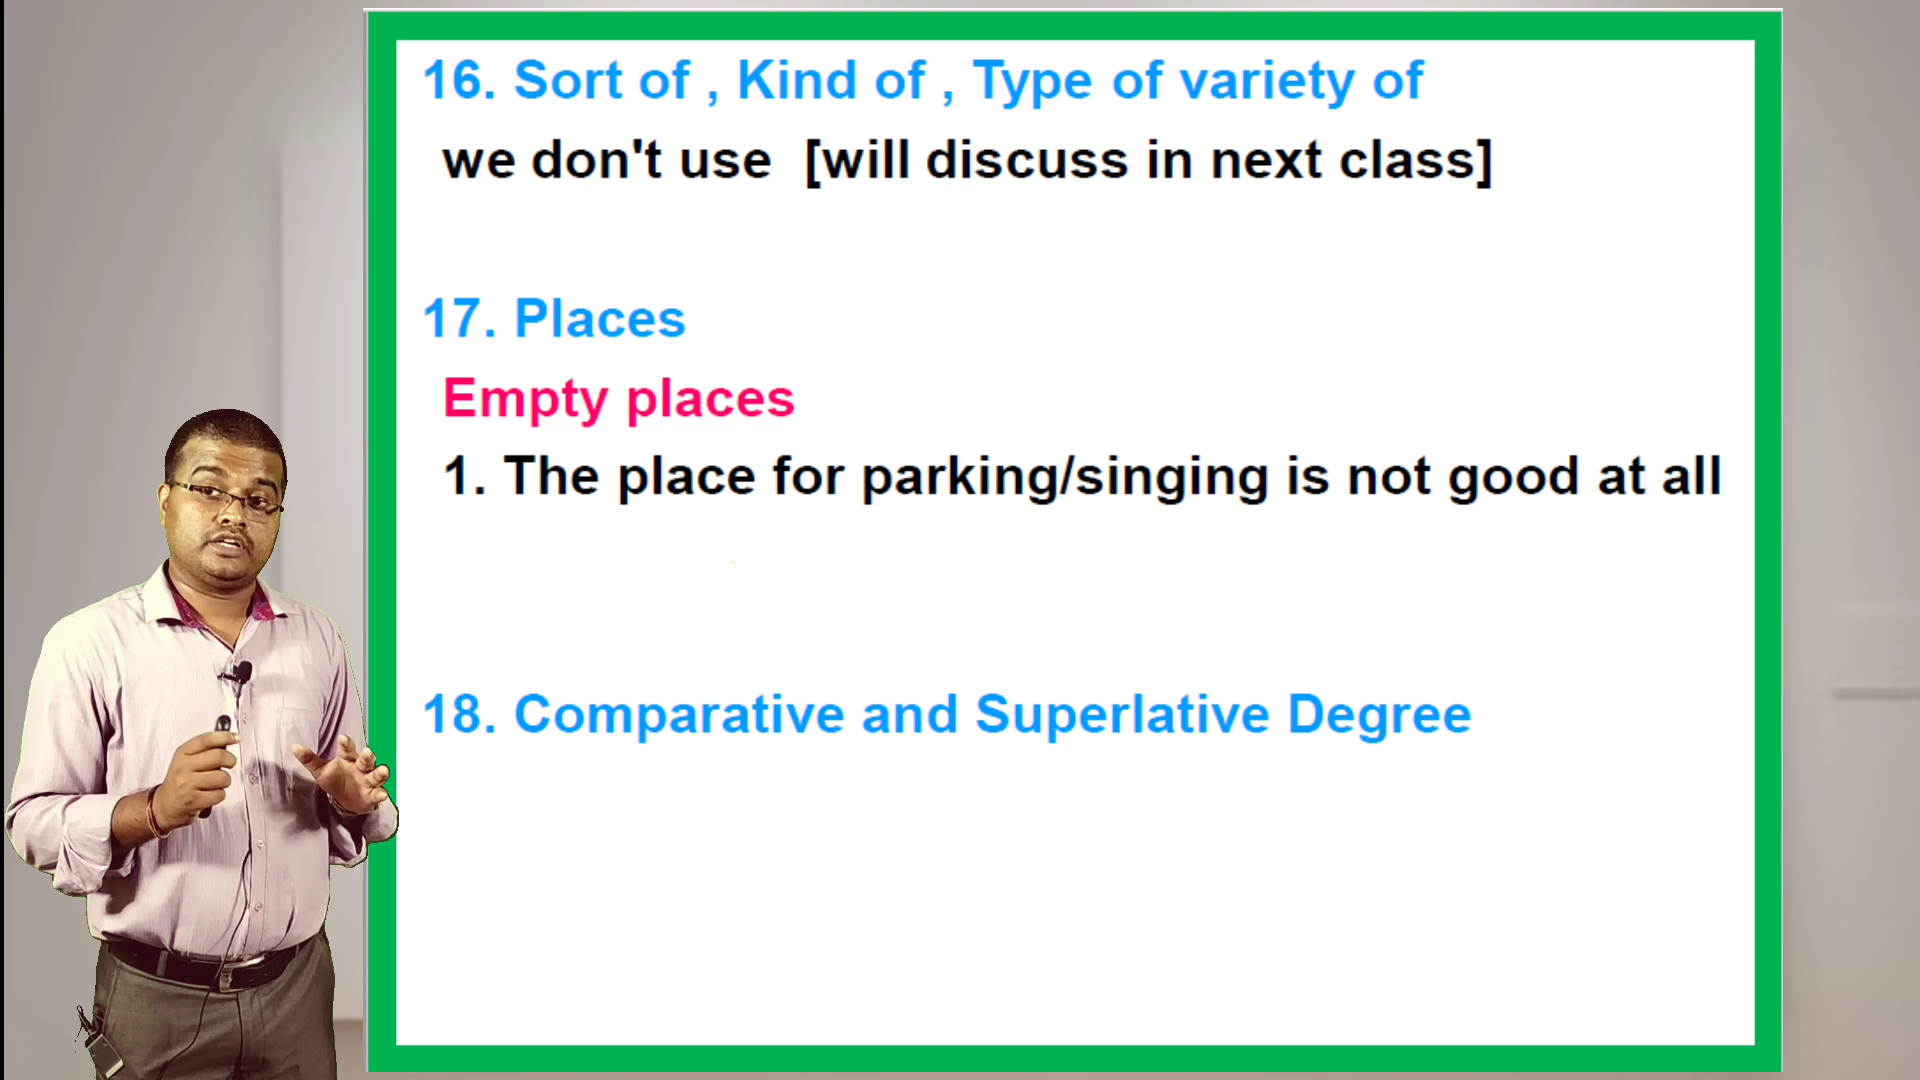 16. Sort of , Kind of , Type of variety of
we don't use [will discuss in next class]
17. Places
Empty places
1. The place for parking/singing is not good at all
18. Comparative and Superlative Degree